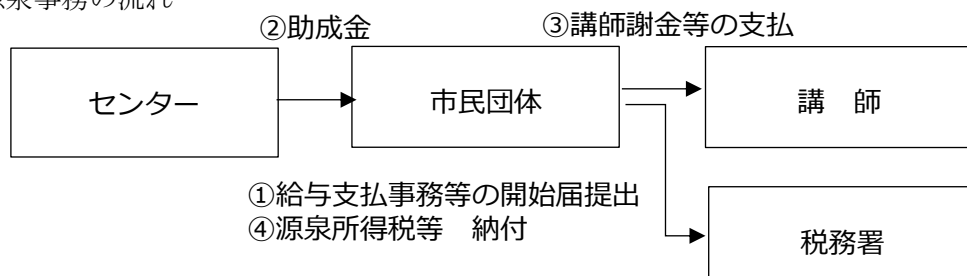 泉事務の流れ
②助成金
③講師謝金等の支払
センター
市民団体
講　師
①給与支払事務等の開始届提出
④源泉所得税等　納付
税務署